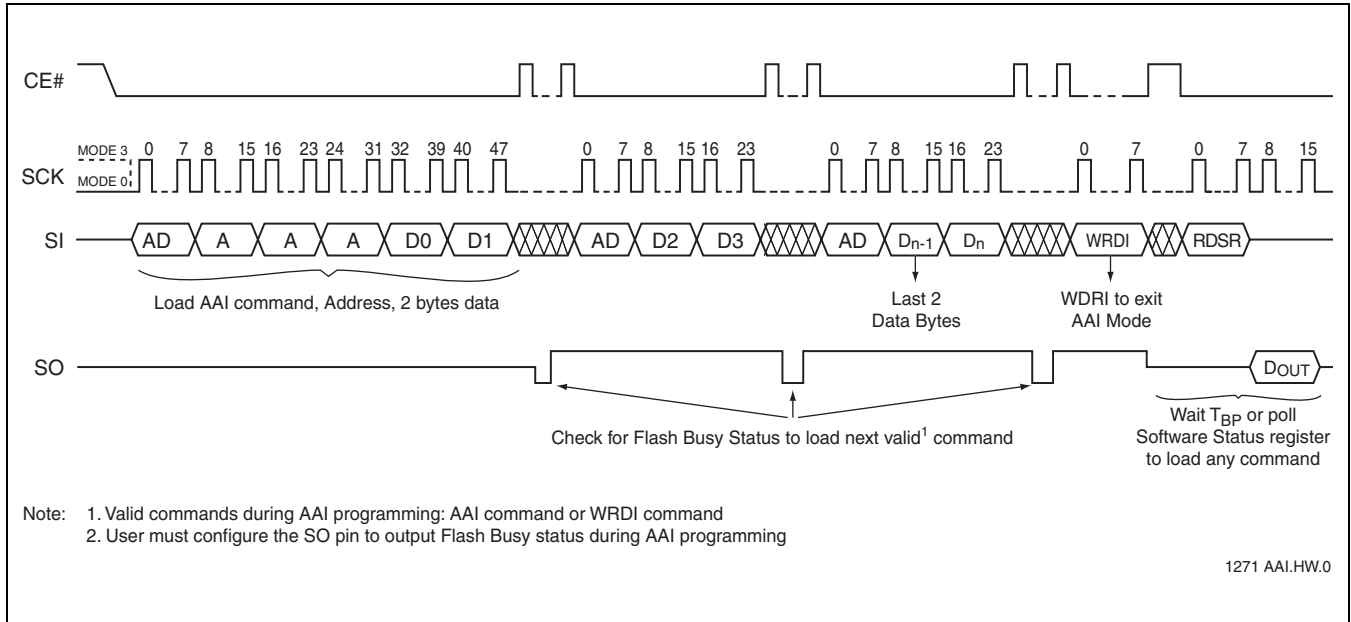 CE#
MODE 3
MODE 0
SCK
0 7 8 15 16 23 24 31 32 39 40 47 0 7 8 15 16 23 0 7 8 15 16 23 0 7 0 7 8 15
SI
AD A A A D0 D1 AD D2 D3 AD Dn-1 Dn WRDI RDSR
Load AAI command, Address, 2 bytes data
Last 2
Data Bytes
WDRI to exit
AAI Mode
SO
DOUT
Check for Flash Busy Status to load next valid1 command
Wait TBP or poll
Software Status register
to load any command
Note: 1. Valid commands during AAI programming: AAI command or WRDI command
2. User must configure the SO pin to output Flash Busy status during AAI programming
1271 AAI.HW.0